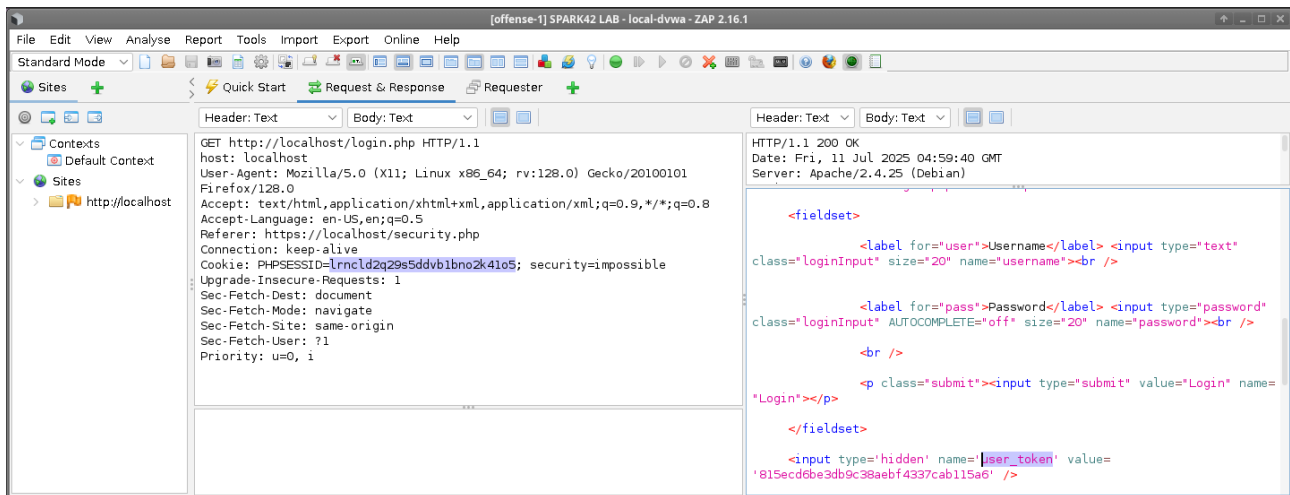 [offense-1] SPARK42 LAB - local-dvwa - ZAP 2.16.1
File Edit View Analyse Report Tools Import Export Online Help
Standard Mode
Sites
Quick Start
Request & Response
Requester
Header: Text
Body: Text
Header: Text
Body: Text
Contexts
Default Context
Sites
http://localhost
GET http://localhost/login.php HTTP/1.1
host: localhost
User-Agent: Mozilla/5.0 (X11; Linux x86_64; rv:128.0) Gecko/20100101
Firefox/128.0
Accept: text/html,application/xhtml+xml,application/xml;q=0.9,*/*;q=0.8
Accept-Language: en-US,en;q=0.5
Referer: https://localhost/security.php
Connection: keep-alive
Cookie: PHPSESSID=lrncld2q29s5ddvb1bno2k41o5; security=impossible
Upgrade-Insecure-Requests: 1
Sec-Fetch-Dest: document
Sec-Fetch-Mode: navigate
Sec-Fetch-Site: same-origin
Sec-Fetch-User: ?1
Priority: u=0, i
HTTP/1.1 200 OK
Date: Fri, 11 Jul 2025 04:59:40 GMT
Server: Apache/2.4.25 (Debian)
<fieldset>
<label for="user">Username</label> <input type="text"
class="loginInput" size="20" name="username"><br />
<label for="pass">Password</label> <input type="password"
class="loginInput" AUTOCOMPLETE="off" size="20" name="password"><br />
<br />
<p class="submit"><input type="submit" value="Login" name=
"Login"></p>
</fieldset>
<input type='hidden' name='user_token' value=
'815ecd6be3db9c38aebf4337cab115a6' />